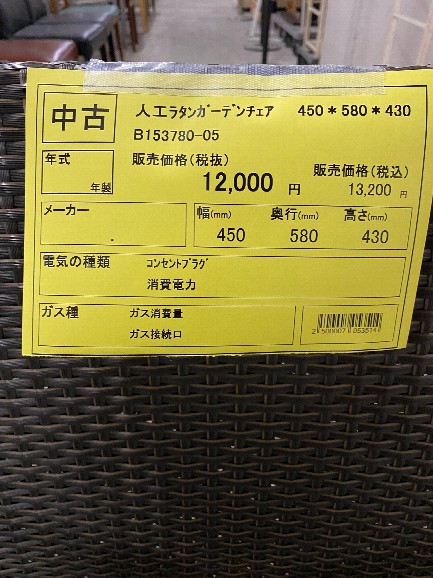 中古 人工ラタンガーデンチェア 450*580*430
B153780-05
年式 年製 販売価格(税抜) 12,000 円 販売価格(税込) 13,200 円
メーカー 幅(mm) 奥行(mm) 高さ(mm)
450 580 430
電気の種類 コンセントプラグ
消費電力
ガス種 ガス消費量
ガス接続口